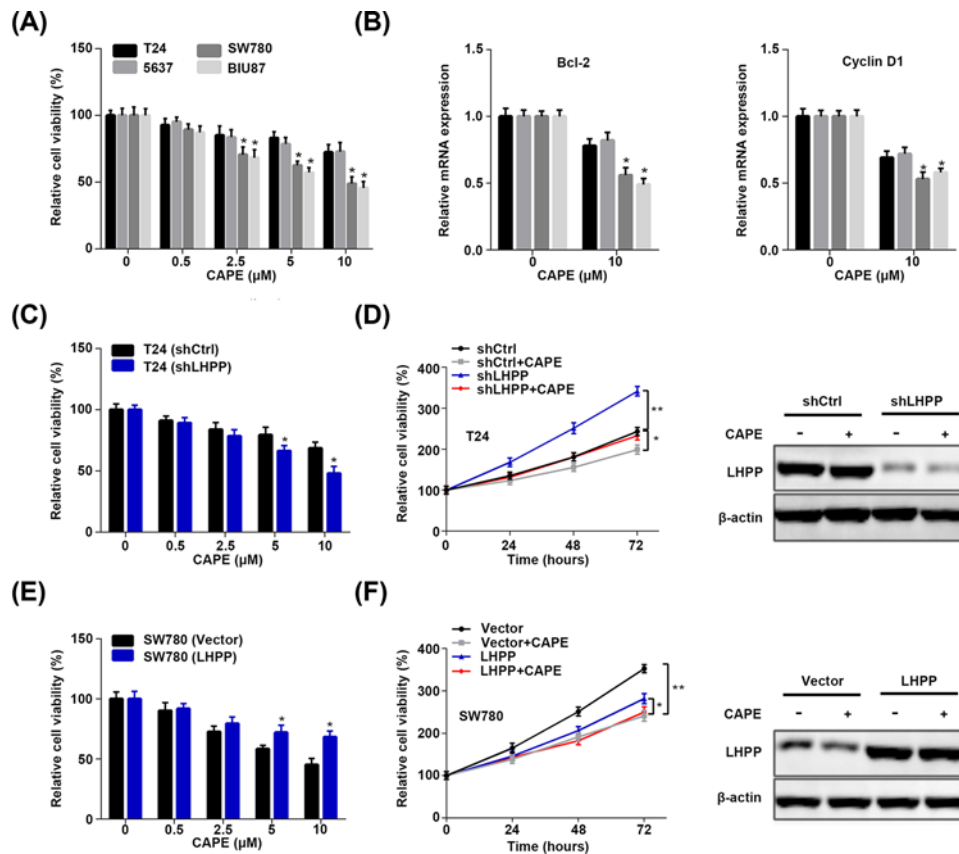 (A)
T24
SW780
5637
BIU87
Relative cell viability (%)
150
100
50
0
* * * * * *
0 0.5 2.5 5 10
CAPE (μM)
(B)
Bcl-2
Relative mRNA expression
1.5
1.0
0.5
0.0
* *
0 10
CAPE (μM)
Cyclin D1
Relative mRNA expression
1.5
1.0
0.5
0.0
* *
0 10
CAPE (μM)
(C)
T24 (shCtrl)
T24 (shLHPP)
Relative cell viability (%)
150
100
50
0
* *
0 0.5 2.5 5 10
CAPE (μM)
(D)
shCtrl
shCtrl+CAPE
shLHPP
shLHPP+CAPE
Relative cell viability (%)
400
300
200
100
0
T24
**
*
0 24 48 72
Time (hours)
shCtrl shLHPP
CAPE - + - +
LHPP
β-actin
(E)
SW780 (Vector)
SW780 (LHPP)
Relative cell viability (%)
150
100
50
0
* *
0 0.5 2.5 5 10
CAPE (μM)
(F)
Vector
Vector+CAPE
LHPP
LHPP+CAPE
Relative cell viability (%)
400
300
200
100
0
SW780
*
**
0 24 48 72
Time (hours)
Vector LHPP
CAPE - + - +
LHPP
β-actin